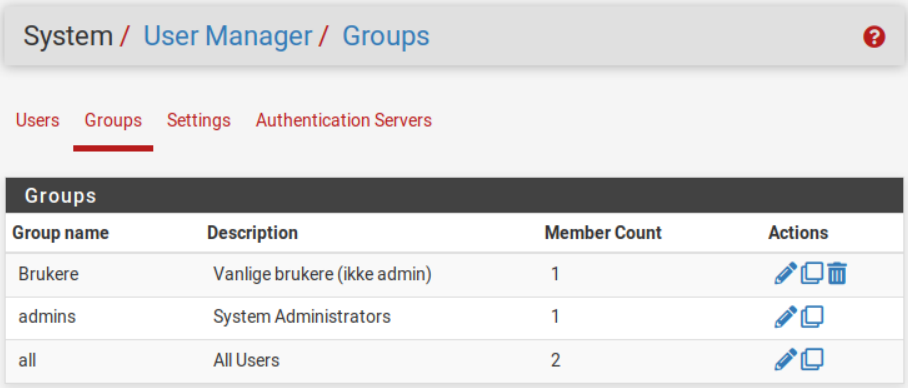 System / User Manager / Groups
Users Groups Settings Authentication Servers
Groups
Group name Description Member Count Actions
Brukere Vanlige brukere (ikke admin) 1
admins System Administrators 1
all All Users 2